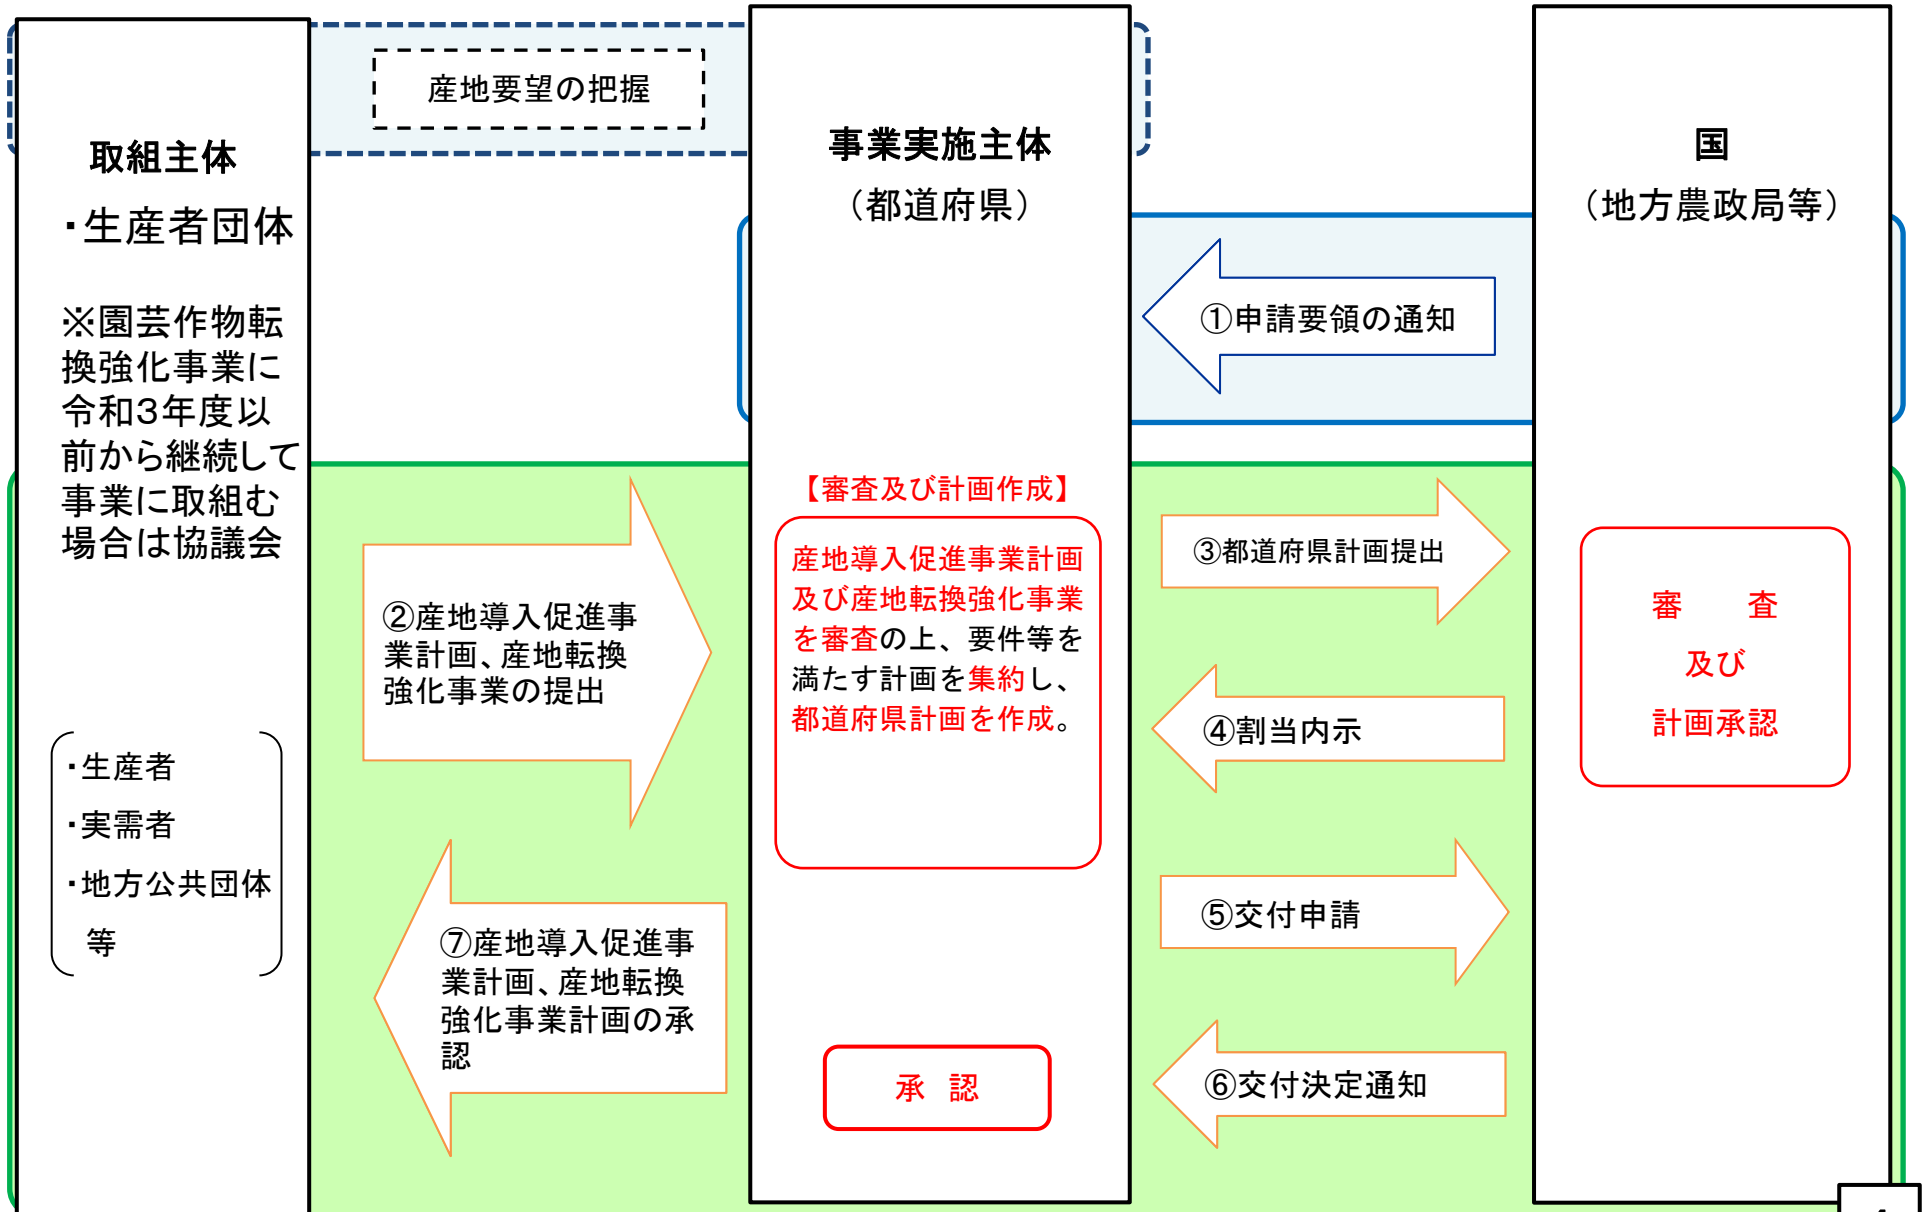 産地要望の把握
取組主体
・生産者団体
※園芸作物転
換強化事業に
令和3年度以
前から継続して
事業に取組む
場合は協議会
・生産者
・実需者
・地方公共団体
等
事業実施主体
（都道府県）
国
（地方農政局等）
①申請要領の通知
②産地導入促進事
業計画、産地転換
強化事業の提出
【審査及び計画作成】
産地導入促進事業計画
及び産地転換強化事業
を審査の上、要件等を
満たす計画を集約し、
都道府県計画を作成。
③都道府県計画提出
審　　査
及び
計画承認
④割当内示
⑤交付申請
⑥交付決定通知
⑦産地導入促進事
業計画、産地転換
強化事業計画の承
認
承　認